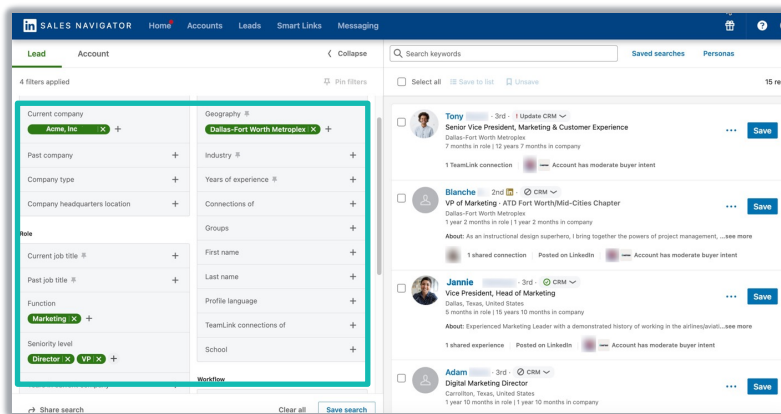 in SALES NAVIGATOR Home Accounts Leads Smart Links Messaging
Lead Account Collapse
4 filters applied Pin filters
Current company
Acme, Inc X +
Past company +
Company type +
Company headquarters location +
Role
Current job title +
Past job title +
Function
Marketing X +
Seniority level
Director X VP X +
Geography
Dallas-Fort Worth Metroplex X +
Industry +
Years of experience +
Connections of +
Groups +
First name +
Last name +
Profile language +
TeamLink connections of +
School +
Workflow
Share search Clear all Save search
Search keywords Saved searches Personas
Select all Save to list Unsave 15 re
Tony · 3rd · ! Update CRM
Senior Vice President, Marketing & Customer Experience
Dallas-Fort Worth Metroplex
7 months in role | 12 years 7 months in company
1 TeamLink connection Account has moderate buyer intent
... Save
Blanche 2nd in · CRM
VP of Marketing · ATD Fort Worth/Mid-Cities Chapter
Dallas-Fort Worth Metroplex
1 year 2 months in role | 1 year 2 months in company
About: As an instructional design superhero, I bring together the powers of project management, ...see more
1 shared connection Posted on LinkedIn Account has moderate buyer intent
... Save
Jannie · 3rd · CRM
Vice President, Head of Marketing
Dallas, Texas, United States
5 months in role | 15 years 10 months in company
About: Experienced Marketing Leader with a demonstrated history of working in the airlines/aviati...see more
1 shared experience Posted on LinkedIn Account has moderate buyer intent
... Save
Adam · 3rd · CRM
Digital Marketing Director
Carrollton, Texas, United States
1 year 10 months in role | 1 year 10 months in company
... Save